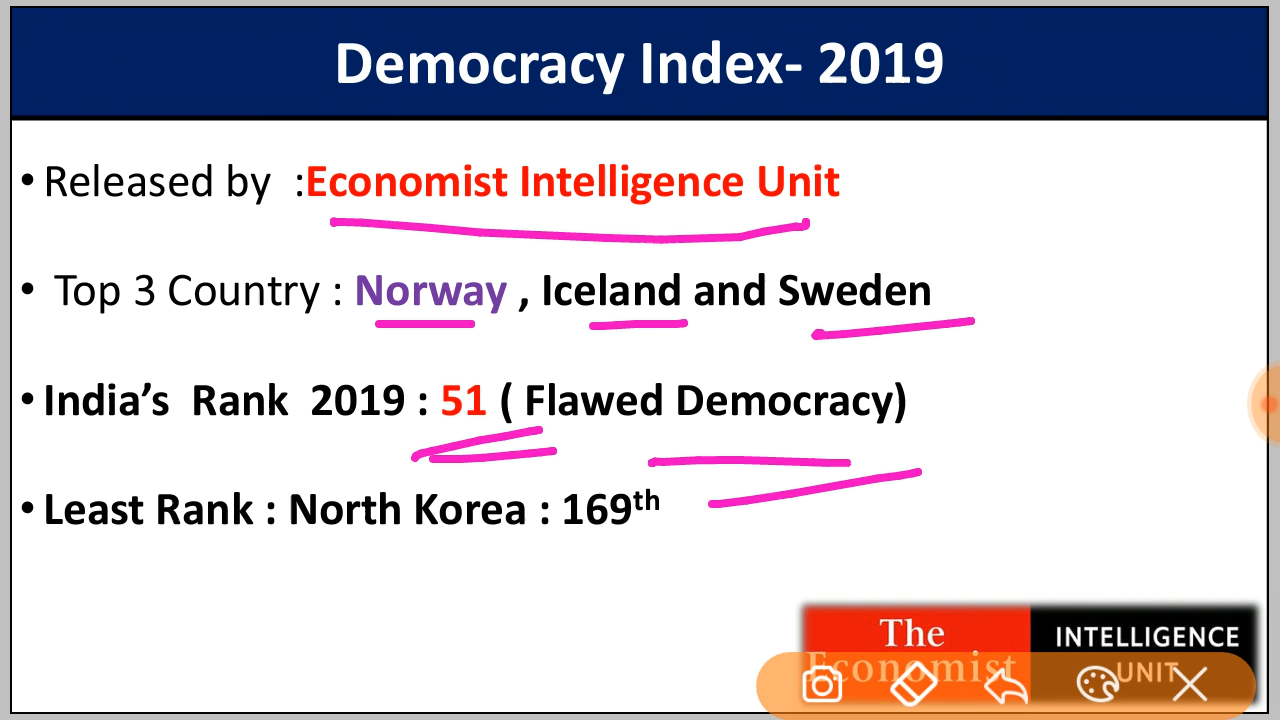 Democracy Index- 2019
• Released by :Economist Intelligence Unit
• Top 3 Country : Norway , Iceland and Sweden
• India’s Rank 2019 : 51 ( Flawed Democracy)
• Least Rank : North Korea : 169th
The
Economist
INTELLIGENCE
UNIT